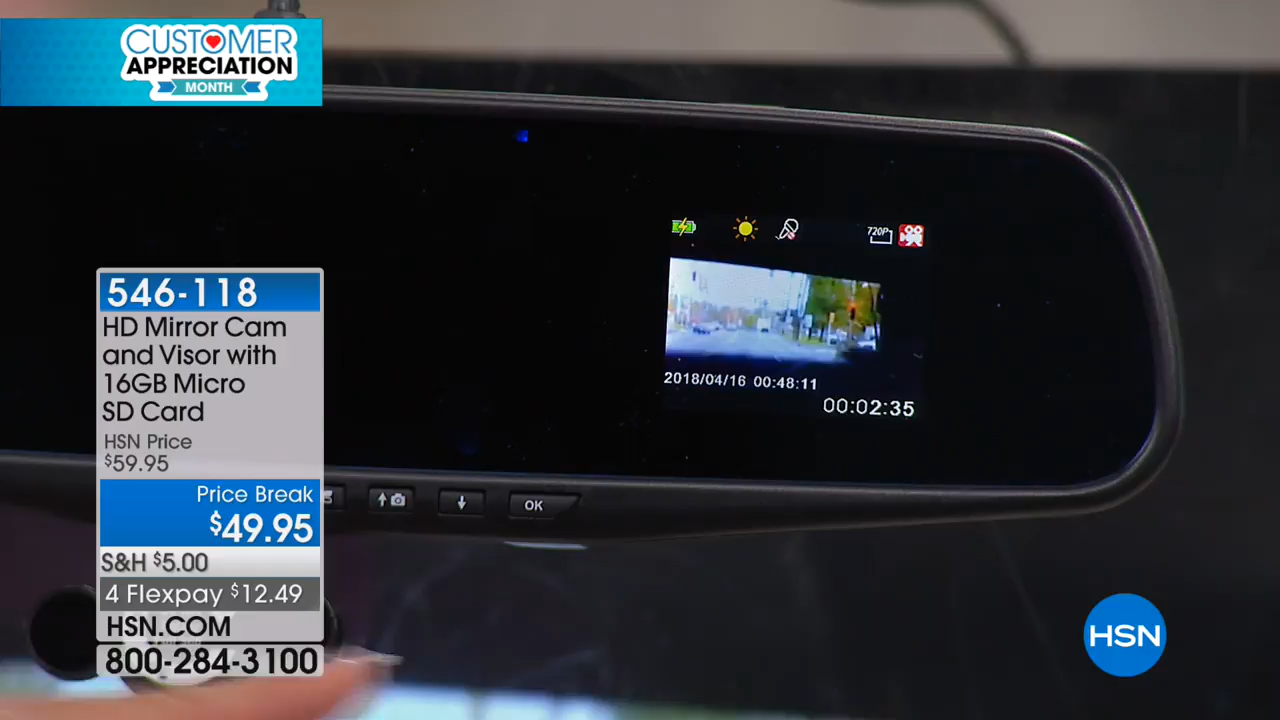 CUSTOMER
APPRECIATION
MONTH
720P
2018/04/16 00:48:11
00:02:35
546-118
HD Mirror Cam
and Visor with
16GB Micro
SD Card
HSN Price
$59.95
Price Break
$49.95
S&H $5.00
4 Flexpay $12.49
HSN.COM
800-284-3100
OK
HSN